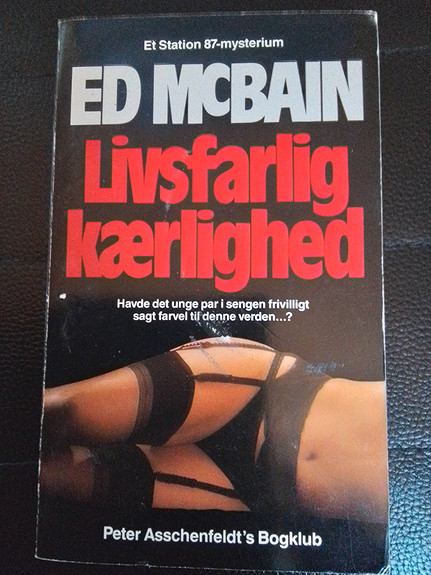 Et Station 87-mysterium
ED McBAIN
Livsfarlig
kærlighed
Havde det unge par i sengen frivilligt
sagt farvel til denne verden...?
Peter Asschenfeldt's Bogklub